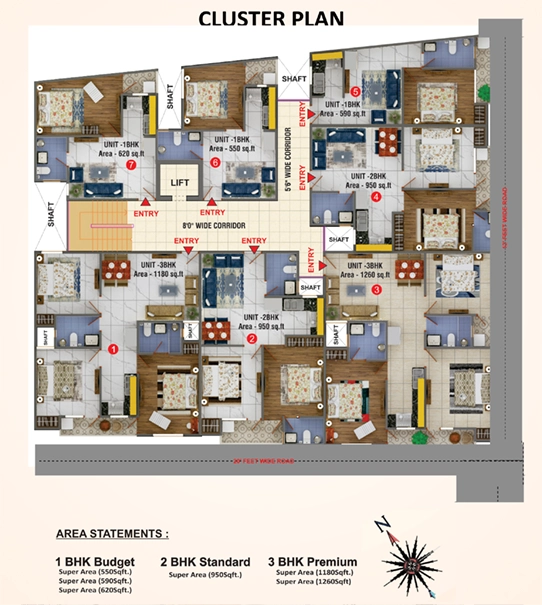 CLUSTER PLAN
SHAFT
SHAFT
5
UNIT -1BHK
Area - 590 sq.ft
ENTRY
UNIT -1BHK
Area - 620 sq.ft
7
UNIT -1BHK
Area - 550 sq.ft
6
5'6" WIDE CORRIDOR
ENTRY
UNIT -2BHK
Area - 950 sq.ft
4
LIFT
SHAFT
ENTRY
ENTRY
8'0" WIDE CORRIDOR
SHAFT
ENTRY
ENTRY
ENTRY
UNIT -3BHK
Area - 1180 sq.ft
UNIT -3BHK
Area - 1260 sq.ft
3
SHAFT
UNIT -2BHK
Area - 950 sq.ft
2
1
SHAFT
SHAFT
SHAFT
FEET WIDE ROAD
FEET WIDE ROAD
AREA STATEMENTS :
1 BHK Budget
Super Area (550Sqft.)
Super Area (590Sqft.)
Super Area (620Sqft.)
2 BHK Standard
Super Area (950Sqft.)
3 BHK Premium
Super Area (1180Sqft.)
Super Area (1260Sqft)
N